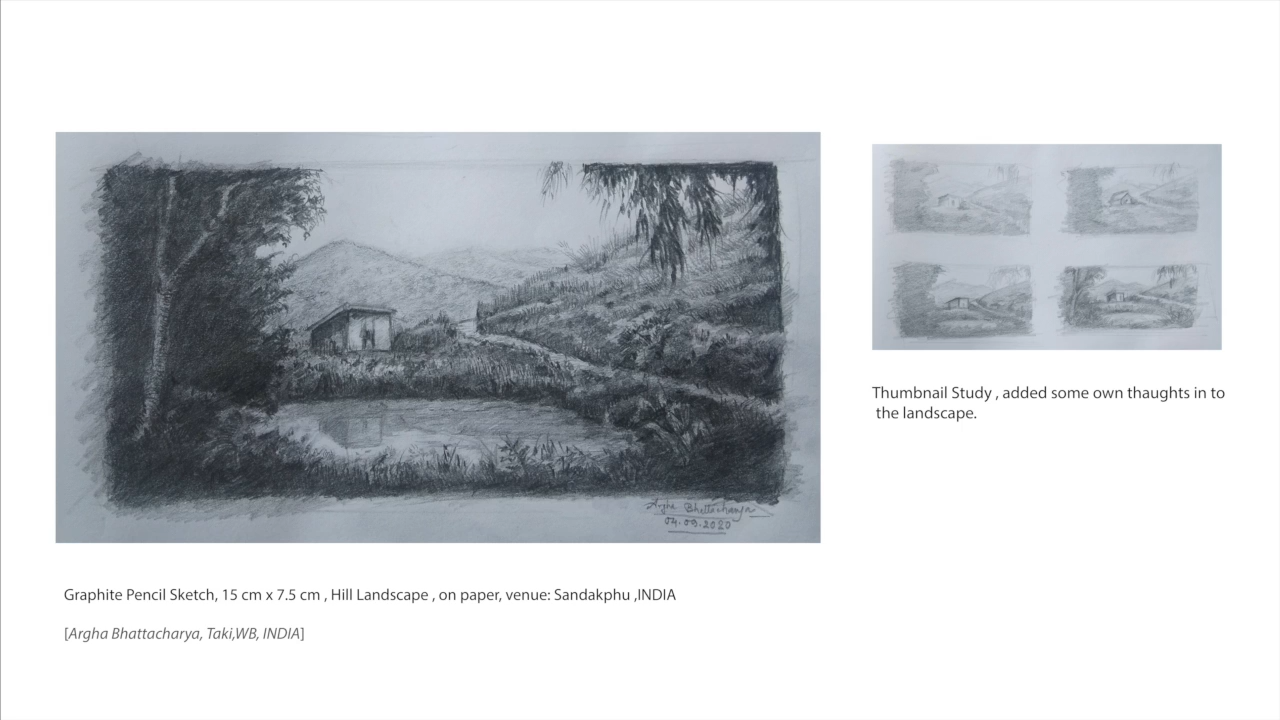 Argha Bhattacharya
04.09.2020
Thumbnail Study , added some own thaughts in to
the landscape.
Graphite Pencil Sketch, 15 cm x 7.5 cm , Hill Landscape , on paper, venue: Sandakphu ,INDIA
[Argha Bhattacharya, Taki,WB, INDIA]